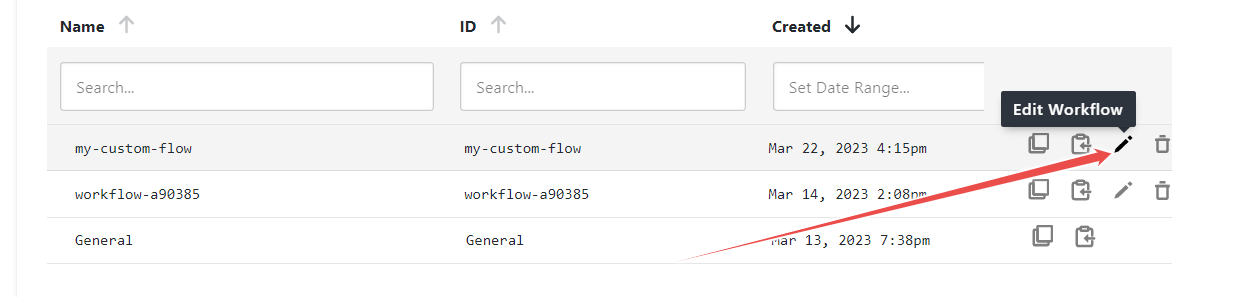 Name ID Created
Search... Search... Set Date Range...
Edit Workflow
my-custom-flow my-custom-flow Mar 22, 2023 4:15pm
workflow-a90385 workflow-a90385 Mar 14, 2023 2:08pm
General General Mar 13, 2023 7:38pm